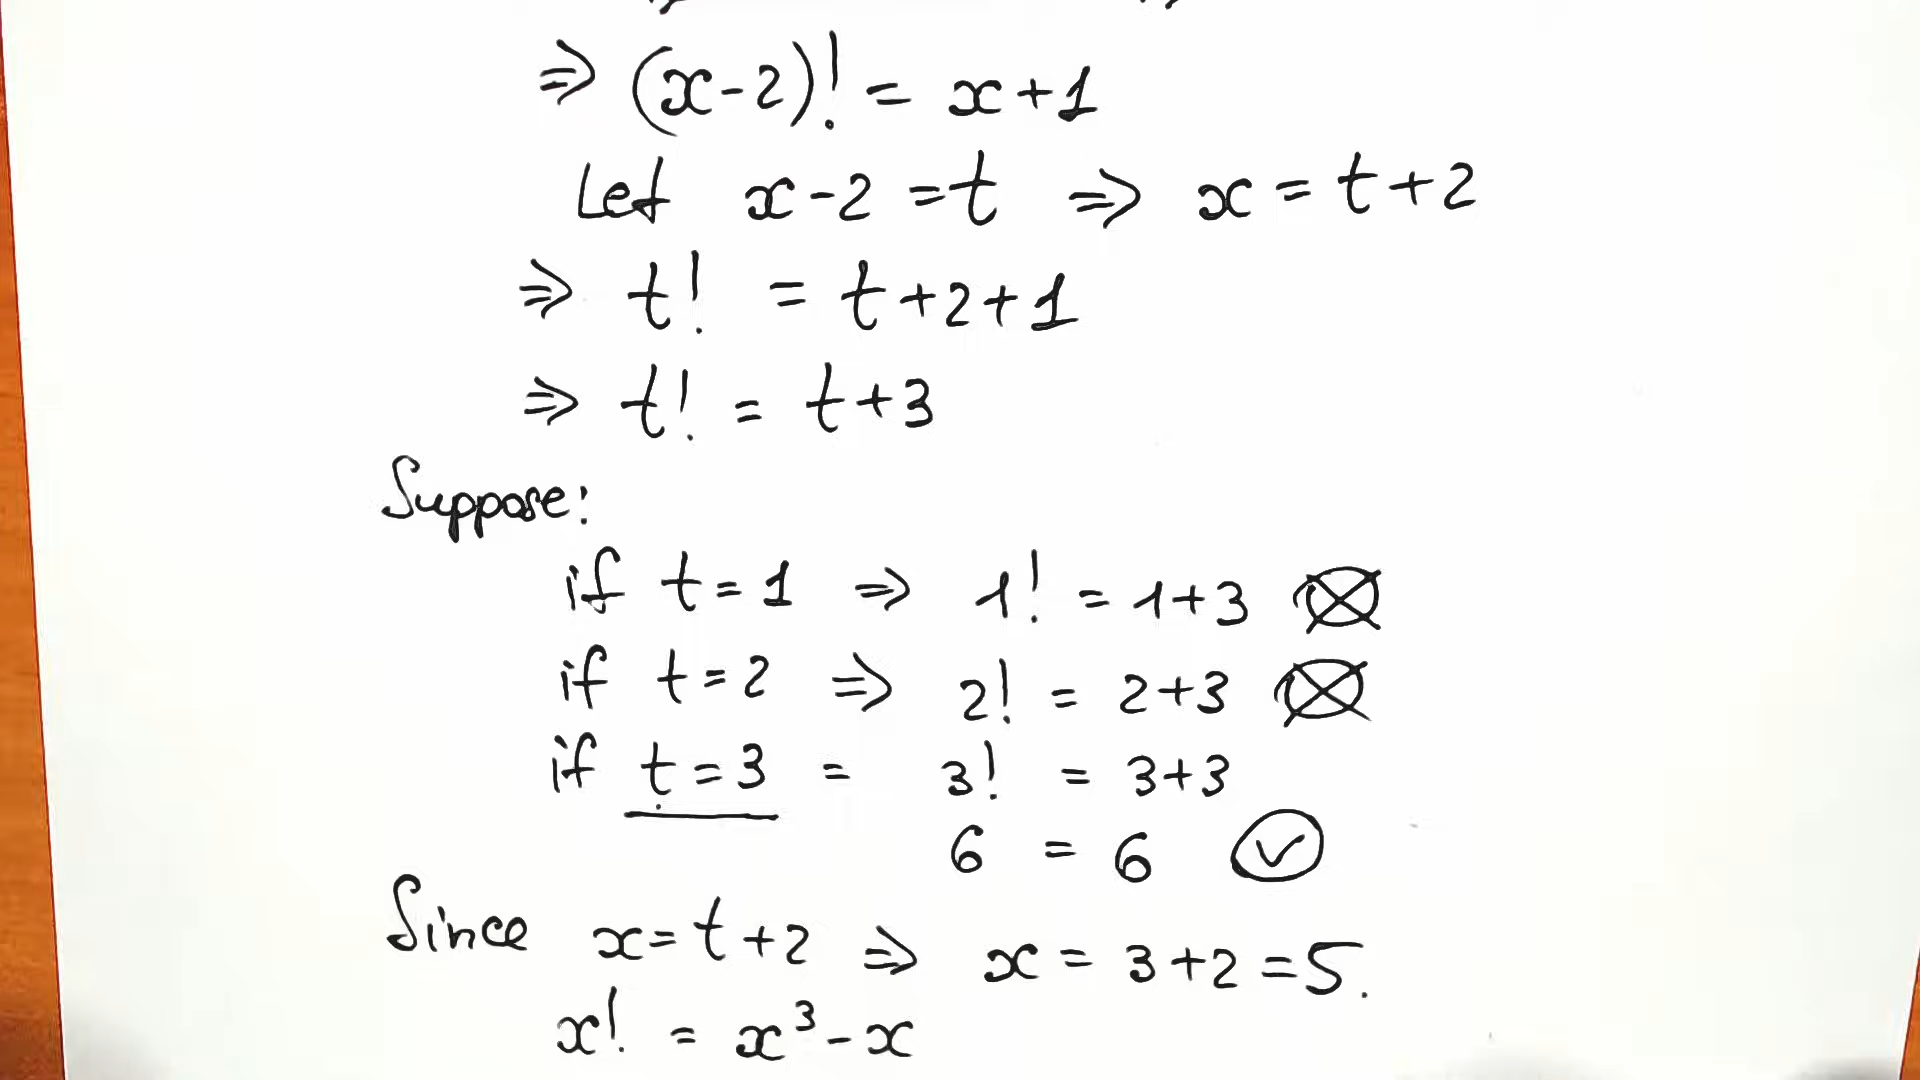 ⇒ (x-2)! = x+1
Let x-2 = t ⇒ x = t+2
⇒ t! = t+2+1
⇒ t! = t+3
Suppose:
if t=1 ⇒ 1! = 1+3 ⊗
if t=2 ⇒ 2! = 2+3 ⊗
if t=3 = 3! = 3+3
6 = 6 ✓
Since x=t+2 ⇒ x = 3+2 =5.
x! = x³-x